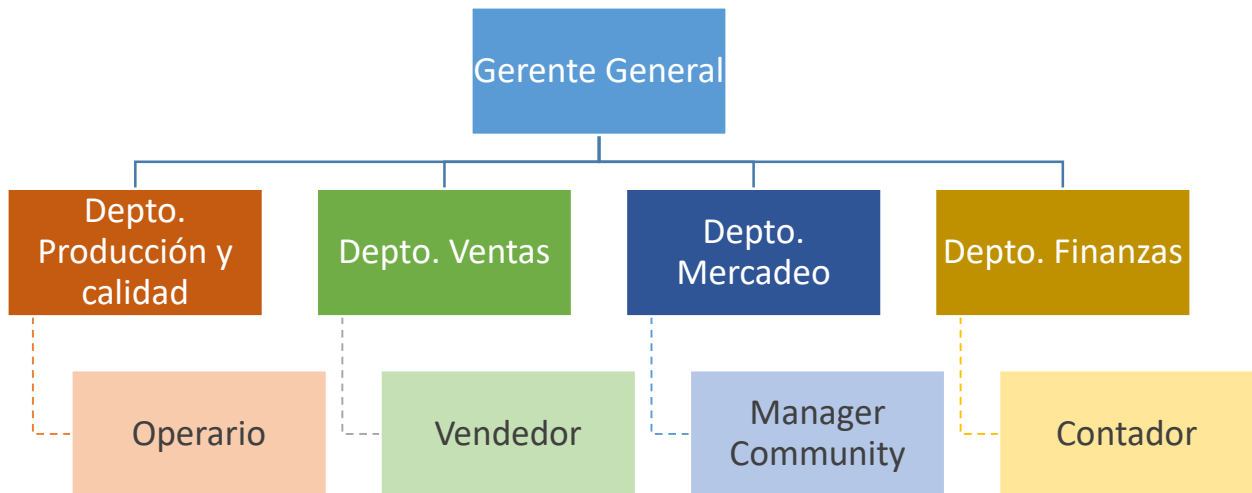 Gerente General
Depto.
Producción y
calidad
Depto. Ventas
Depto.
Mercadeo
Depto. Finanzas
Operario
Vendedor
Manager
Community
Contador